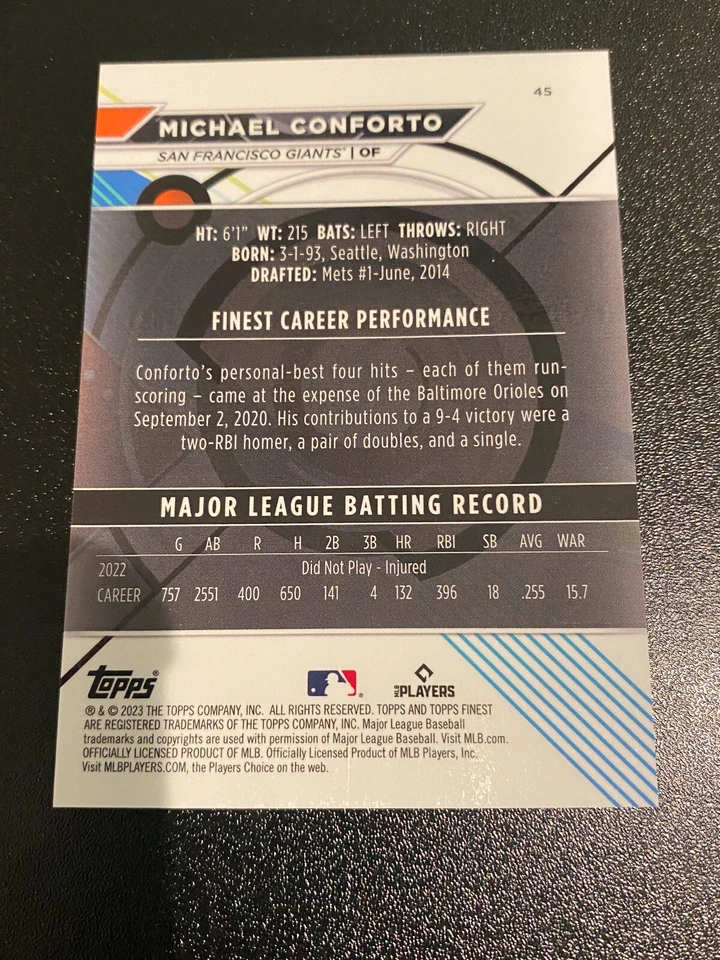 45
MICHAEL CONFORTO
SAN FRANCISCO GIANTS® | OF
HT: 6'1" WT: 215 BATS: LEFT THROWS: RIGHT
BORN: 3-1-93, Seattle, Washington
DRAFTED: Mets #1-June, 2014
FINEST CAREER PERFORMANCE
Conforto's personal-best four hits – each of them run-
scoring – came at the expense of the Baltimore Orioles on
September 2, 2020. His contributions to a 9-4 victory were a
two-RBI homer, a pair of doubles, and a single.
MAJOR LEAGUE BATTING RECORD
G AB R H 2B 3B HR RBI SB AVG WAR
2022 Did Not Play - Injured
CAREER 757 2551 400 650 141 4 132 396 18 .255 15.7
topps®
MLB PLAYERS
® & © 2023 THE TOPPS COMPANY, INC. ALL RIGHTS RESERVED. TOPPS AND TOPPS FINEST
ARE REGISTERED TRADEMARKS OF THE TOPPS COMPANY, INC. Major League Baseball
trademarks and copyrights are used with permission of Major League Baseball. Visit MLB.com.
OFFICIALLY LICENSED PRODUCT OF MLB. Officially Licensed Product of MLB Players, Inc.
Visit MLBPLAYERS.COM, the Players Choice on the web.